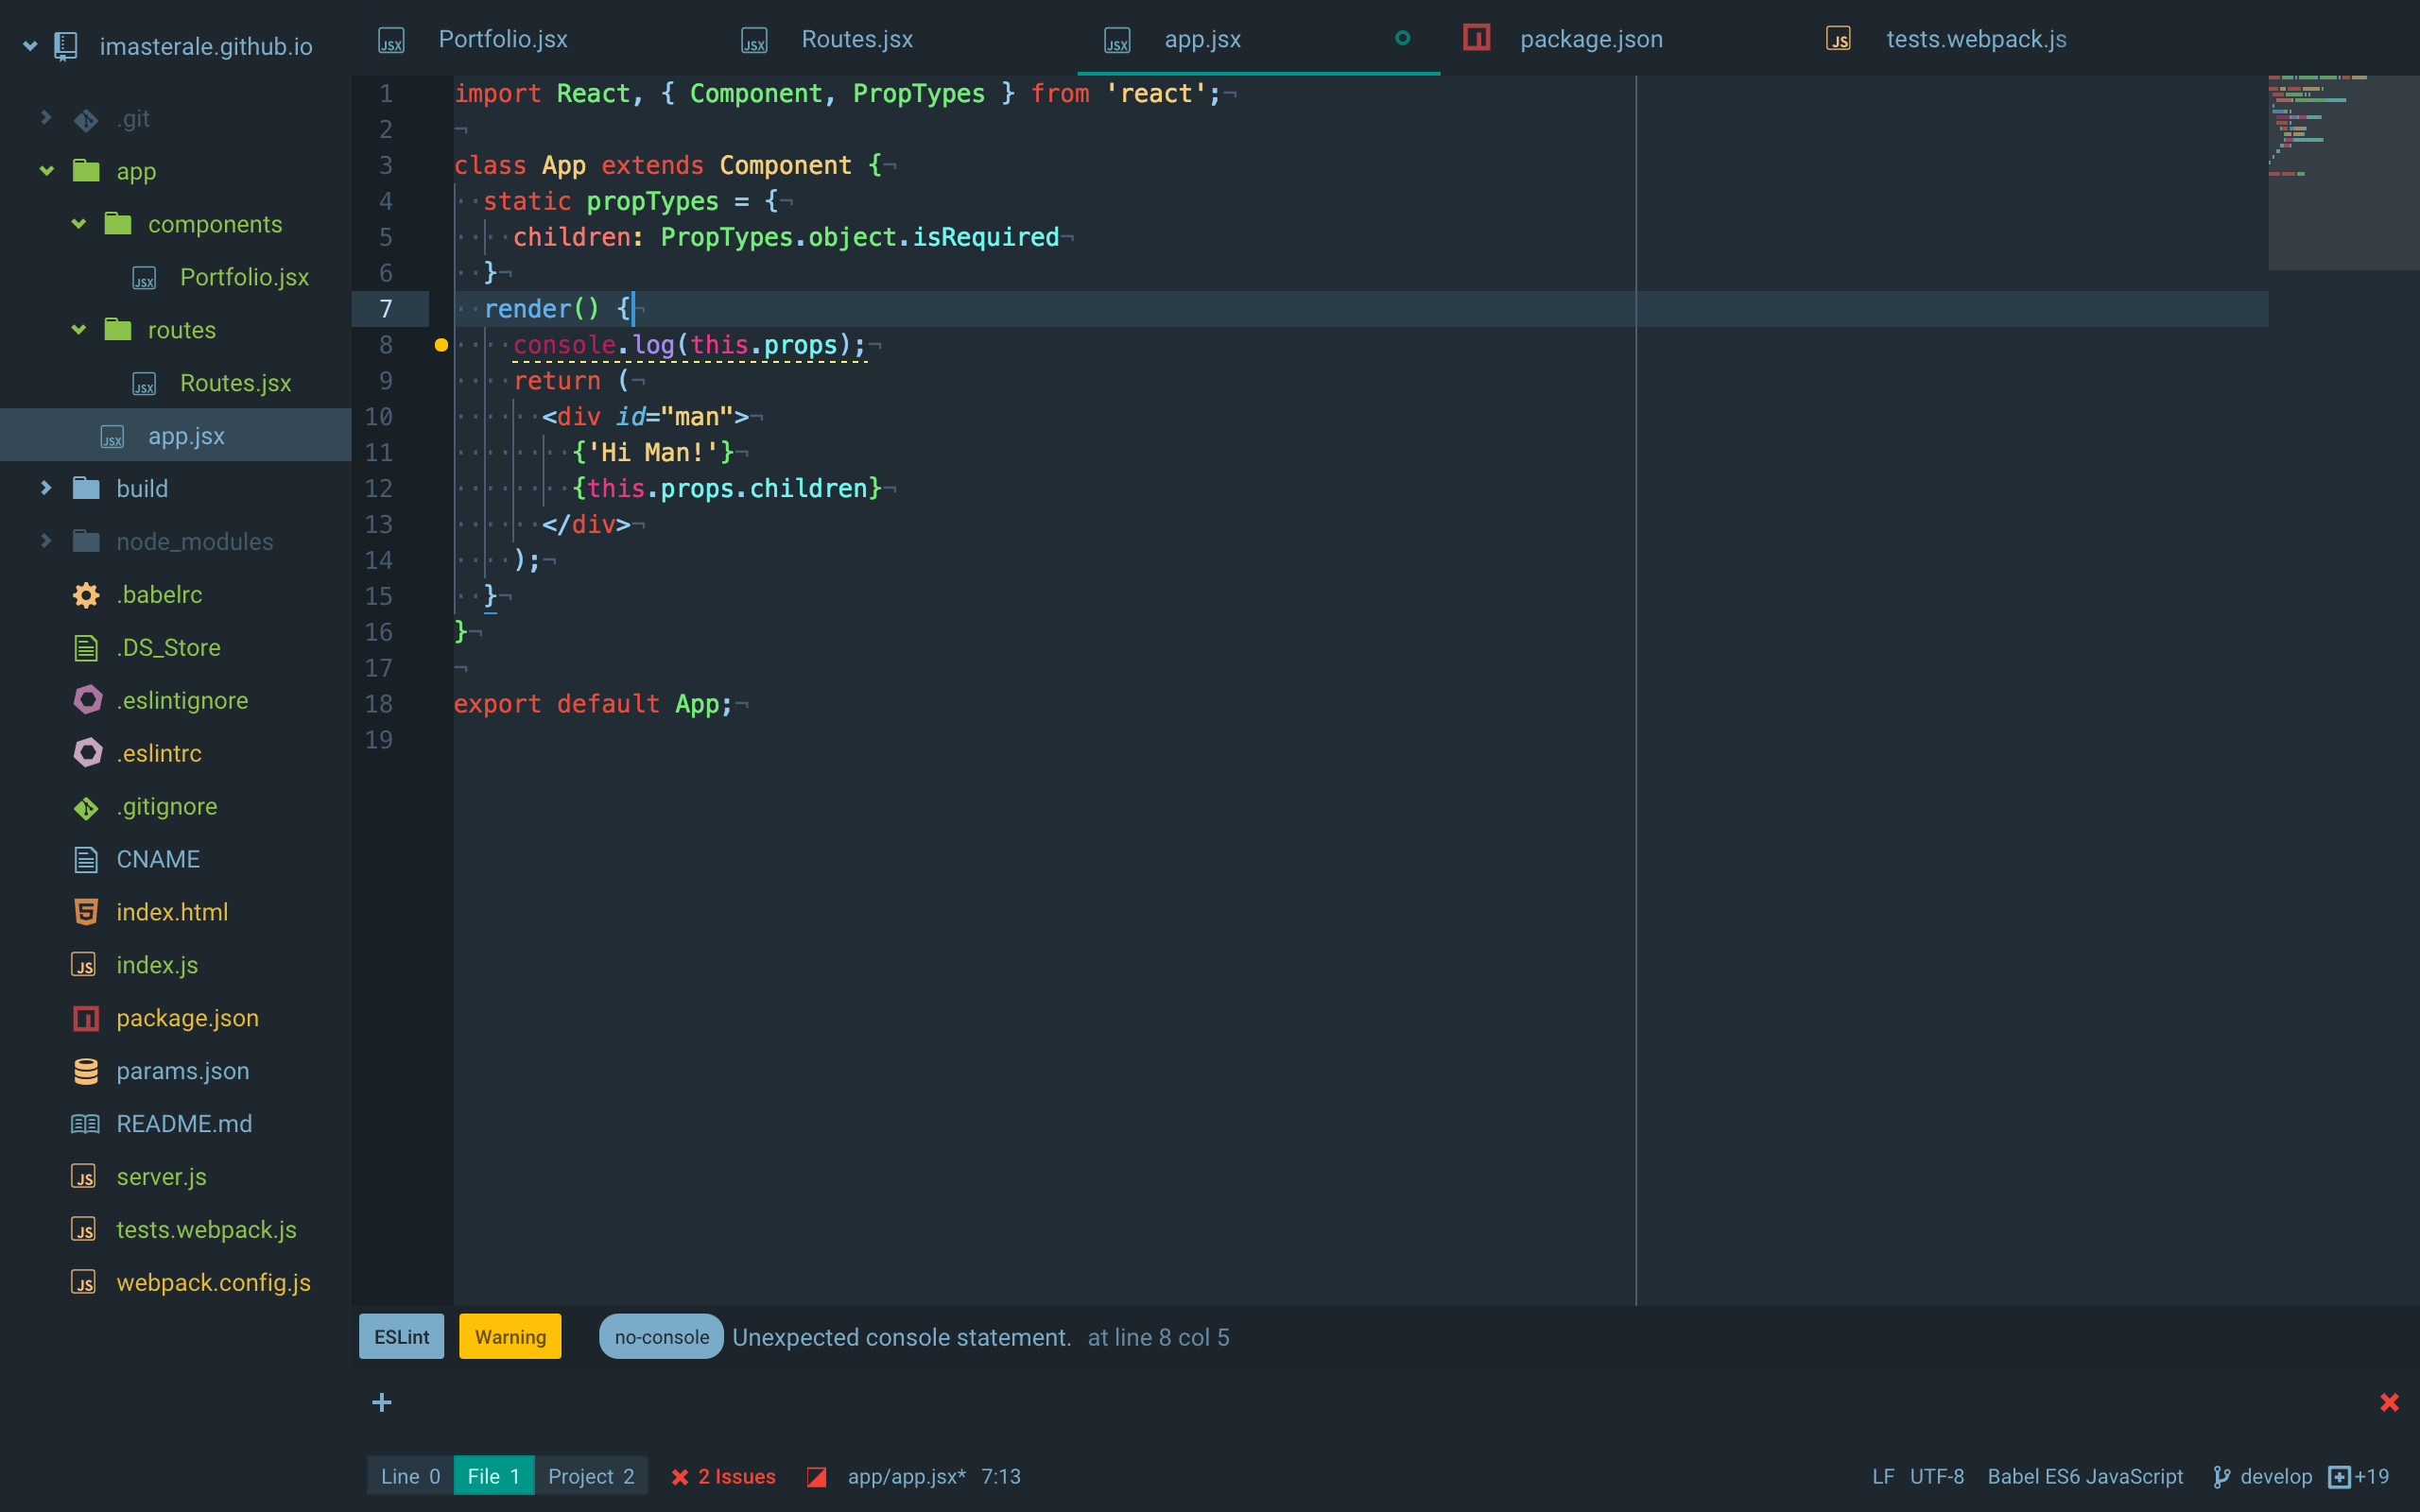 imasterale.github.io
.git
app
components
Portfolio.jsx
routes
Routes.jsx
app.jsx
build
node_modules
.babelrc
.DS_Store
.eslintignore
.eslintrc
.gitignore
CNAME
index.html
index.js
package.json
params.json
README.md
server.js
tests.webpack.js
webpack.config.js
Portfolio.jsx Routes.jsx app.jsx package.json tests.webpack.js
1 import React, { Component, PropTypes } from 'react';¬
2 ¬
3 class App extends Component {¬
4 ··static propTypes = {¬
5 ····children: PropTypes.object.isRequired¬
6 ··}¬
7 ··render() {¬
8 ····console.log(this.props);¬
9 ····return (¬
10 ······<div id="man">¬
11 ········{'Hi Man!'}¬
12 ········{this.props.children}¬
13 ······</div>¬
14 ····);¬
15 ··}¬
16 }¬
17 ¬
18 export default App;¬
19
ESLint Warning no-console Unexpected console statement. at line 8 col 5
+
Line 0 File 1 Project 2 2 Issues app/app.jsx* 7:13 LF UTF-8 Babel ES6 JavaScript develop +19